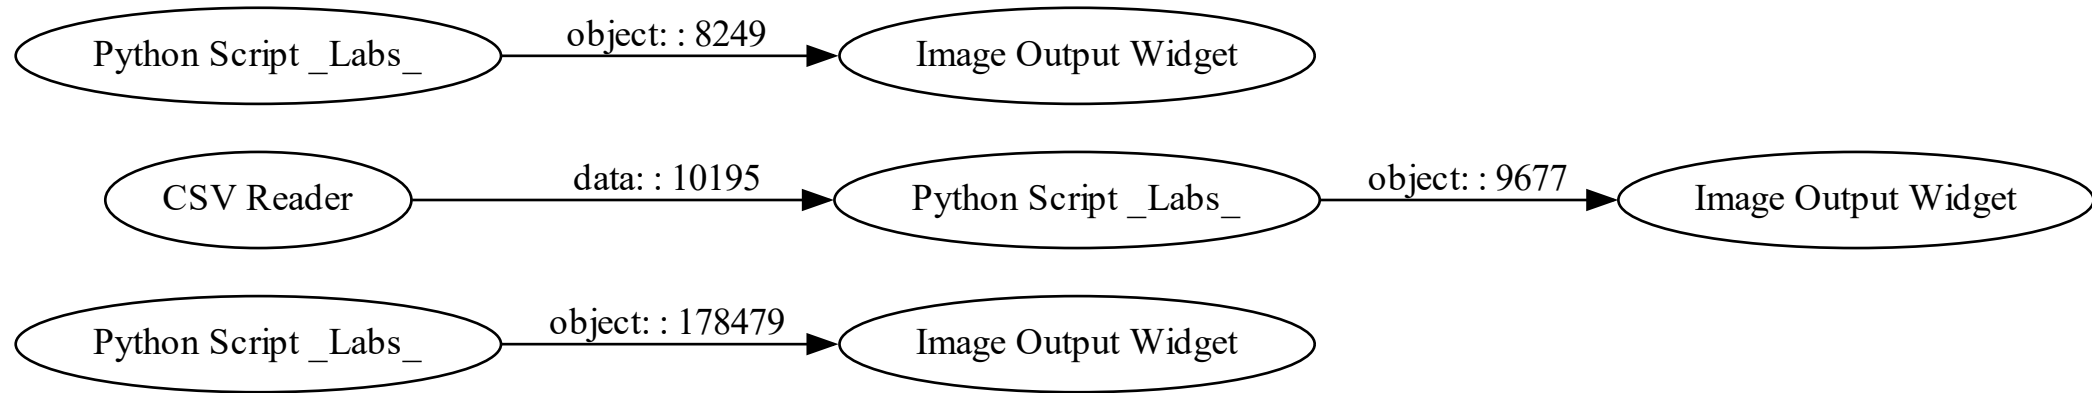 Python Script _Labs_ object: : 8249 Image Output Widget
CSV Reader data: : 10195 Python Script _Labs_ object: : 9677 Image Output Widget
Python Script _Labs_ object: : 178479 Image Output Widget